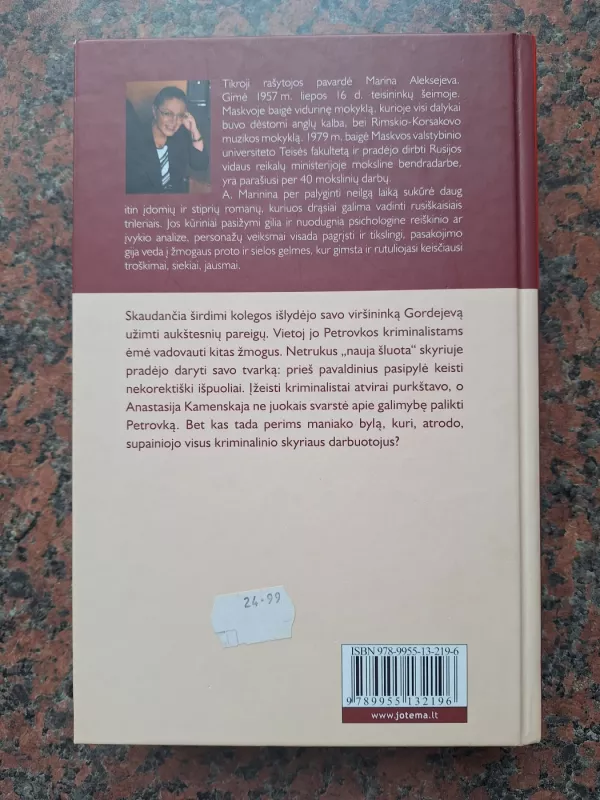 Tikroji rašytojos pavardė Marina Aleksejeva.
Gimė 1957 m. liepos 16 d. teisininkų šeimoje.
Maskvoje baigė vidurinę mokyklą, kurioje visi dalykai
buvo dėstomi anglų kalba, bei Rimskio-Korsakovo
muzikos mokyklą. 1979 m. baigė Maskvos valstybinio
universiteto Teisės fakultetą ir pradėjo dirbti Rusijos
vidaus reikalų ministerijoje moksline bendradarbe,
yra parašiusi per 40 mokslinių darbų.
A. Marinina per palyginti neilgą laiką sukūrė daug
itin įdomių ir stiprių romanų, kuriuos drąsiai galima vadinti rusiškaisiais
trileriais. Jos kūriniai pasižymi gilia ir nuodugnia psichologine reiškinio ar
įvykio analize, personažų veiksmai visada pagrįsti ir tikslingi, pasakojimo
gija veda į žmogaus proto ir sielos gelmes, kur gimsta ir rutuliojasi keisčiausi
troškimai, siekiai, jausmai.
Skaudančia širdimi kolegos išlydėjo savo viršininką Gordejevą
užimti aukštesnių pareigų. Vietoj jo Petrovkos kriminalistams
ėmė vadovauti kitas žmogus. Netrukus „nauja šluota“ skyriuje
pradėjo daryti savo tvarką: prieš pavaldinius pasipylė keisti
nekorektiški išpuoliai. Įžeisti kriminalistai atvirai purkštavo, o
Anastasija Kamenskaja ne juokais svarstė apie galimybę palikti
Petrovką. Bet kas tada perims maniako bylą, kuri, atrodo,
supainiojo visus kriminalinio skyriaus darbuotojus?
24.99
ISBN 978-9955-13-219-6
9 789955 132196
www.jotema.lt